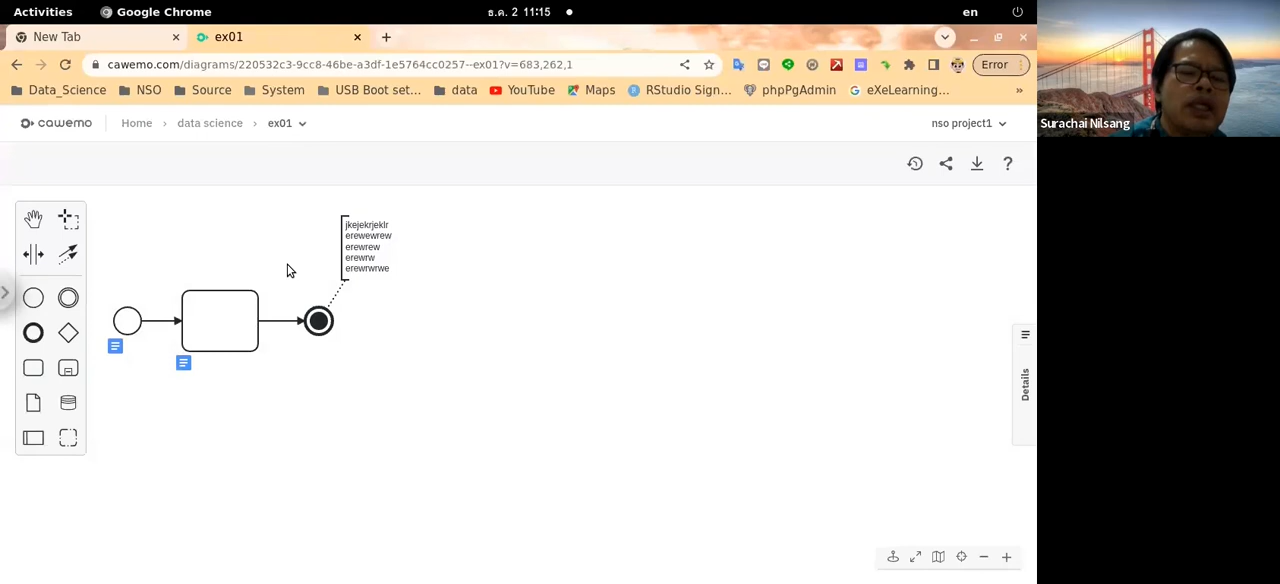 Activities
Google Chrome
ธ.ค. 2 11:15
en
New Tab
ex01
cawemo.com/diagrams/220532c3-9cc8-46be-a3df-1e5764cc0257--ex01?v=683,262,1
Error
Data_Science
NSO
Source
System
USB Boot set...
data
YouTube
Maps
RStudio Sign...
phpPgAdmin
eXeLearning...
»
cawemo
Home
data science
ex01
nso project1
?
jkejekrjeklr
erewewrew
erewrew
erewrw
erewrwrwe
Details
Surachai Nilsang